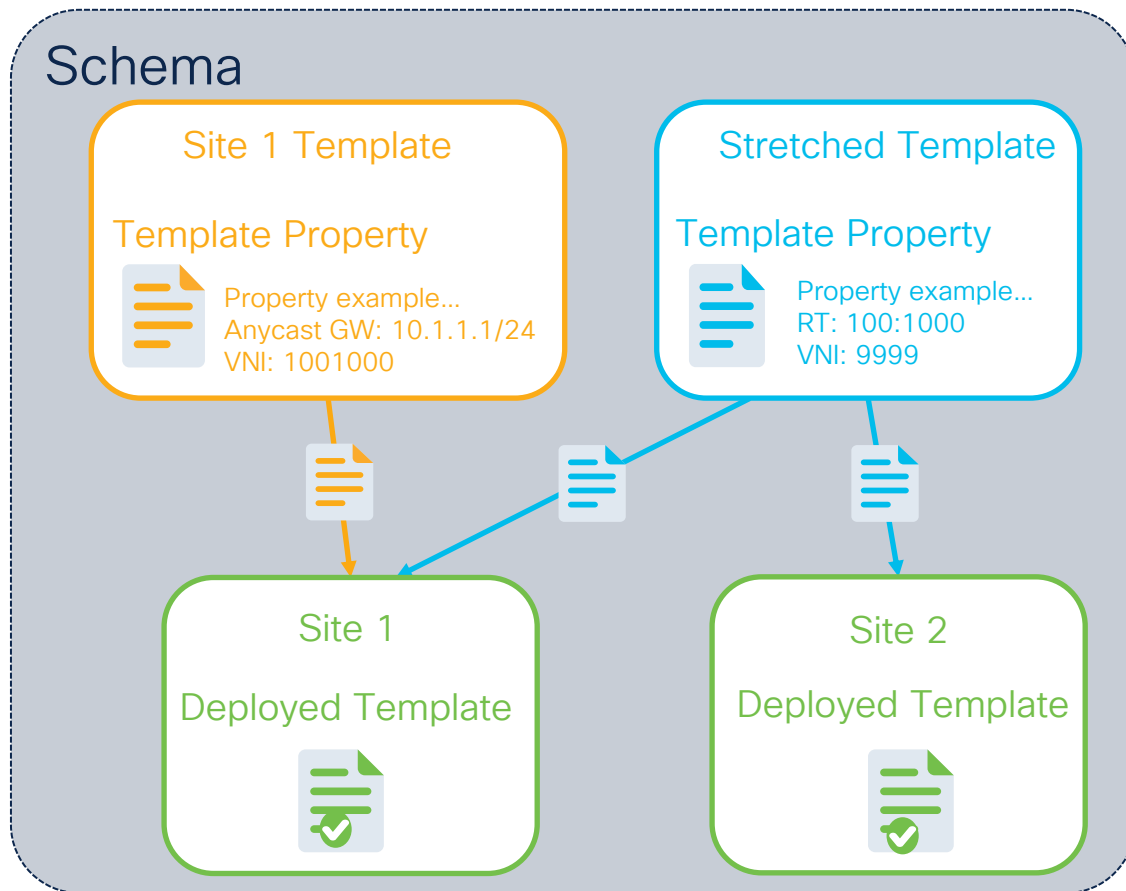 Schema
Site 1 Template
Template Property
Property example...
Anycast GW: 10.1.1.1/24
VNI: 1001000
Stretched Template
Template Property
Property example...
RT: 100:1000
VNI: 9999
Site 1
Deployed Template
Site 2
Deployed Template